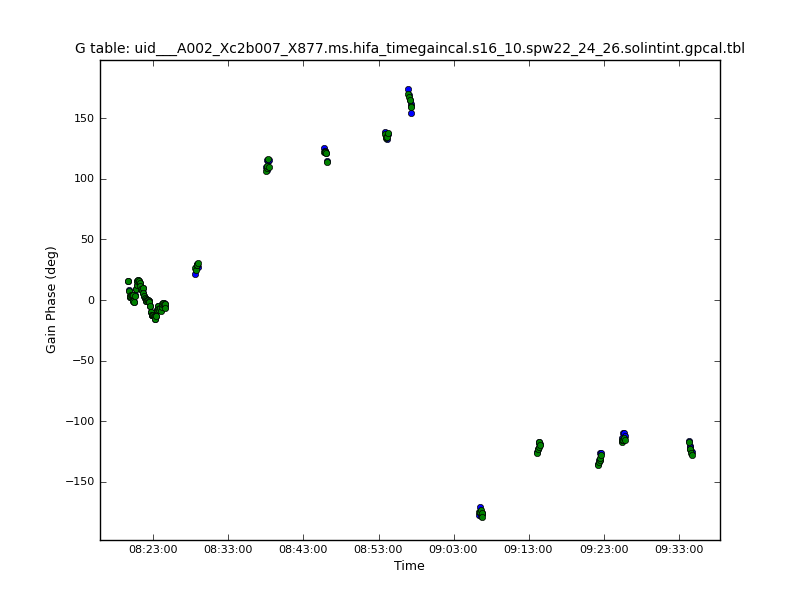 G table: uid___A002_Xc2b007_X877.ms.hifa_timegaincal.s16_10.spw22_24_26.solintint.gpcal.tbl
150
100
50
0
−50
−100
−150
Gain Phase (deg)
08:23:00 08:33:00 08:43:00 08:53:00 09:03:00 09:13:00 09:23:00 09:33:00
Time